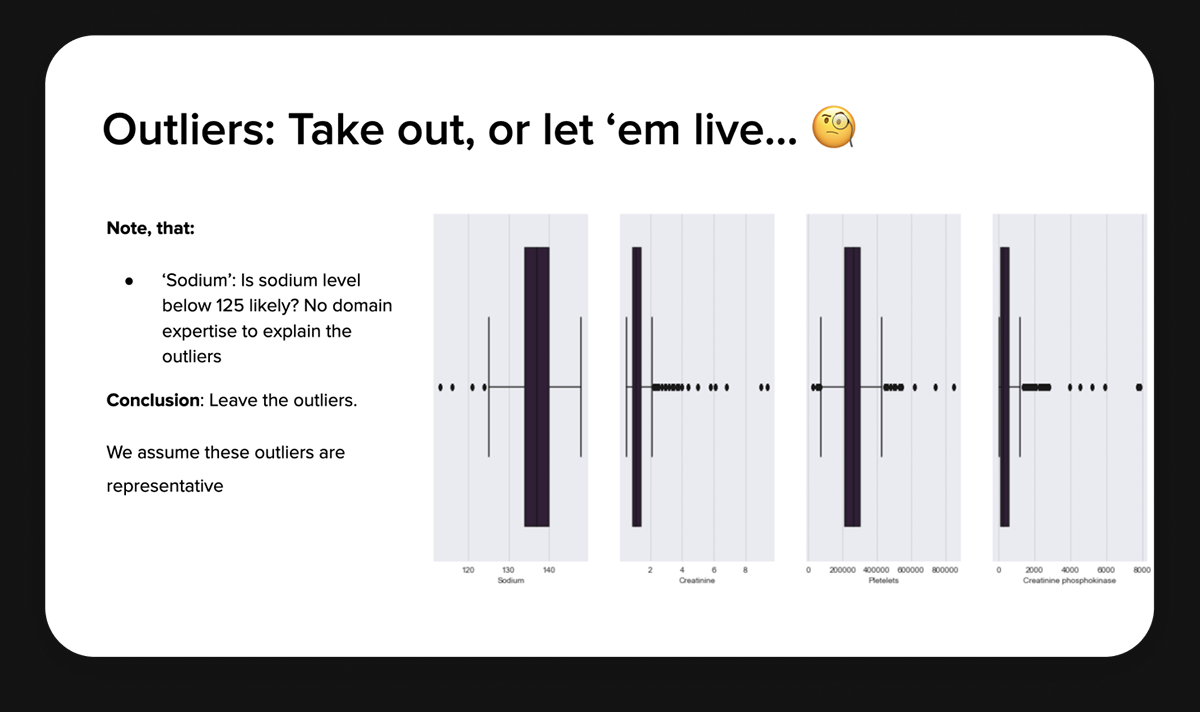 Outliers: Take out, or let ‘em live... 🧐
Note, that:
● ‘Sodium’: Is sodium level
below 125 likely? No domain
expertise to explain the
outliers
Conclusion: Leave the outliers.
We assume these outliers are
representative
120 130 140
Sodium
2 4 6 8
Creatinine
0 200000 400000 600000 800000
Pletelets
0 2000 4000 6000 8000
Creatinine phosphokinase